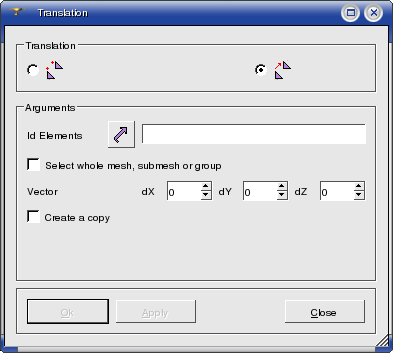 Translation
Translation
Arguments
Id Elements
Select whole mesh, submesh or group
Vector dX 0 dY 0 dZ 0
Create a copy
Ok Apply Close